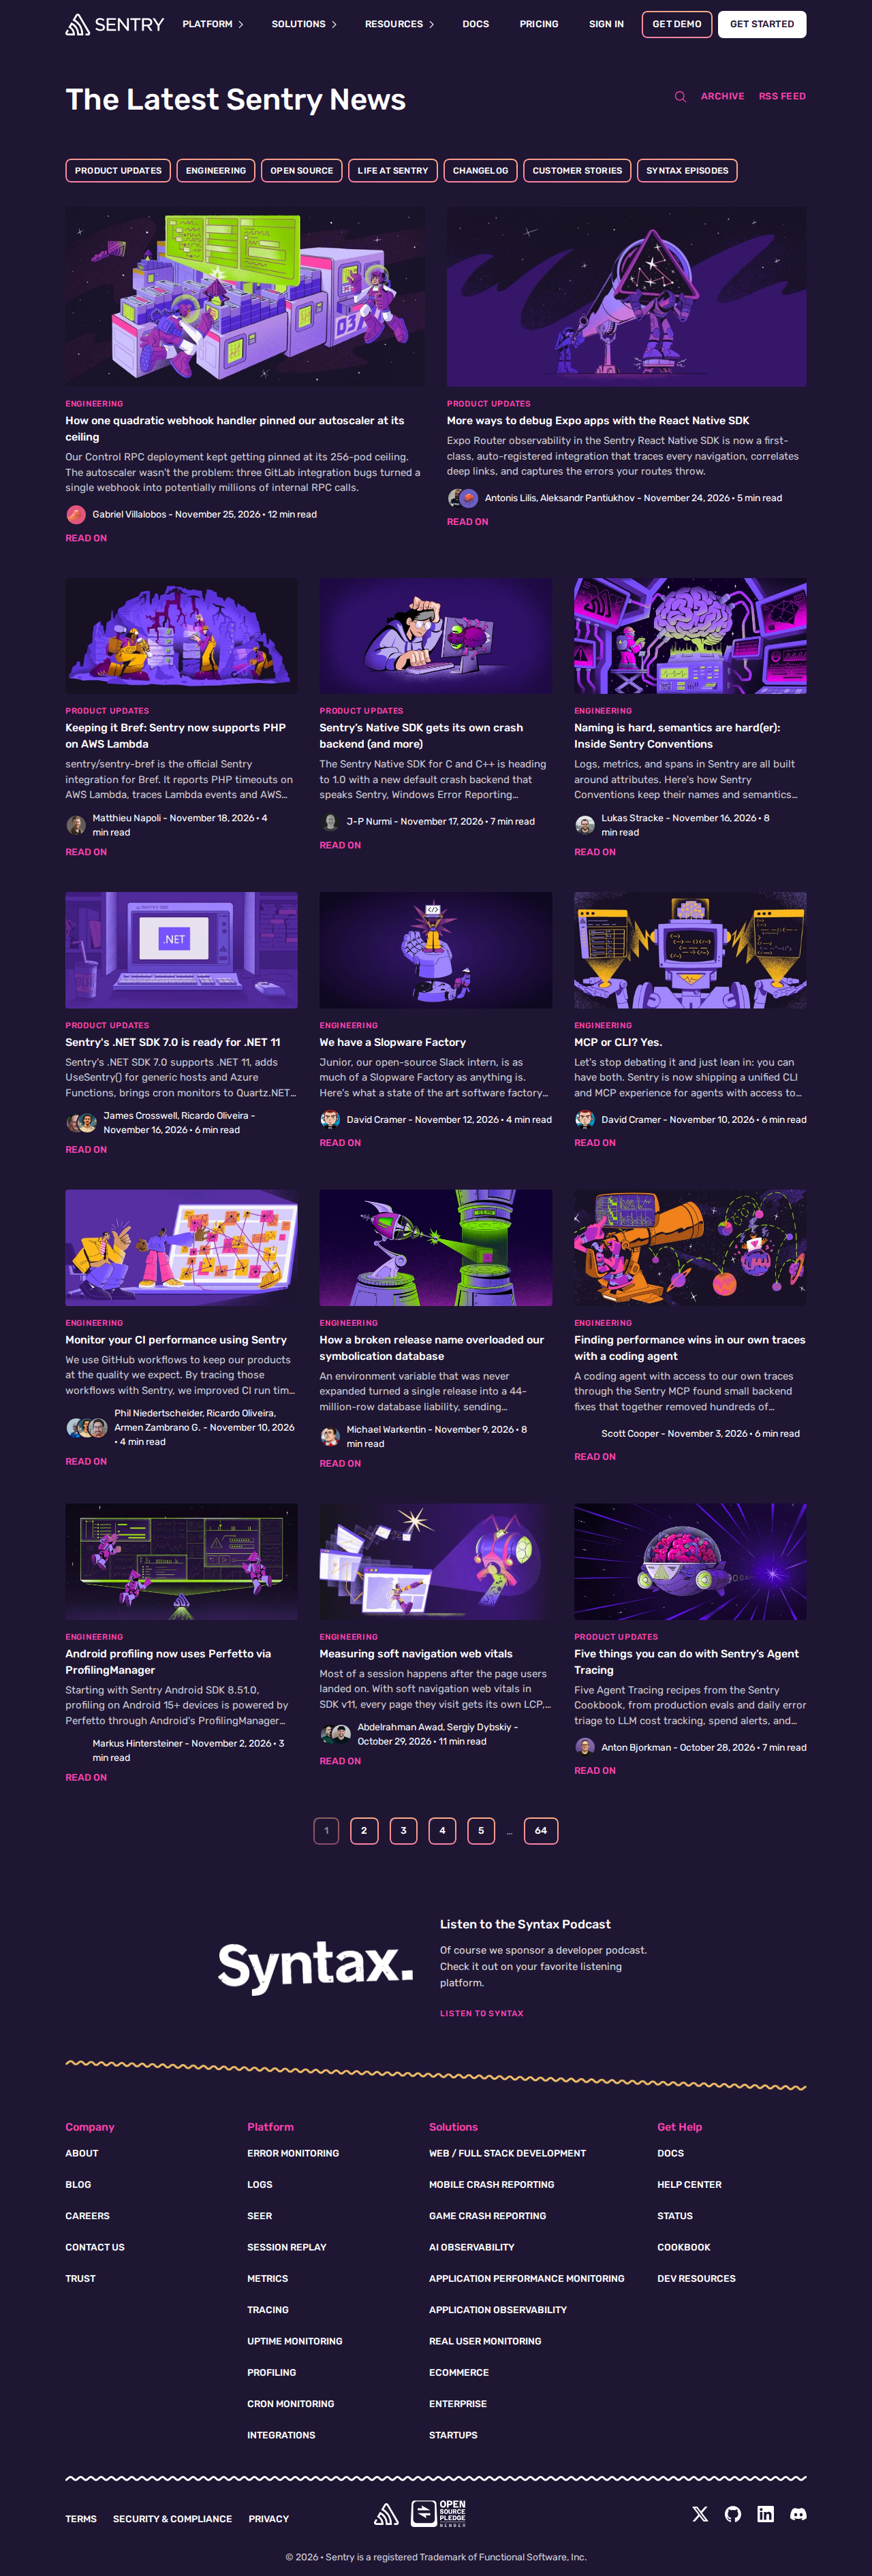 SENTRY
PLATFORM
SOLUTIONS
RESOURCES
DOCS
PRICING
SIGN IN
GET DEMO
GET STARTED
The Latest Sentry News
ARCHIVE
RSS FEED
PRODUCT UPDATES
ENGINEERING
OPEN SOURCE
LIFE AT SENTRY
CHANGELOG
CUSTOMER STORIES
SYNTAX EPISODES
ENGINEERING
How one quadratic webhook handler pinned our autoscaler at its
ceiling
Our Control RPC deployment kept getting pinned at its 256-pod ceiling.
The autoscaler wasn't the problem: three GitLab integration bugs turned a
single webhook into potentially millions of internal RPC calls.
Gabriel Villalobos - November 25, 2026 • 12 min read
READ ON
PRODUCT UPDATES
More ways to debug Expo apps with the React Native SDK
Expo Router observability in the Sentry React Native SDK is now a first-
class, auto-registered integration that traces every navigation, correlates
deep links, and captures the errors your routes throw.
Antonis Lilis, Aleksandr Pantiukhov - November 24, 2026 • 5 min read
READ ON
PRODUCT UPDATES
Keeping it Bref: Sentry now supports PHP
on AWS Lambda
sentry/sentry-bref is the official Sentry
integration for Bref. It reports PHP timeouts on
AWS Lambda, traces Lambda events and AWS…
Matthieu Napoli - November 18, 2026 • 4
min read
READ ON
PRODUCT UPDATES
Sentry's Native SDK gets its own crash
backend (and more)
The Sentry Native SDK for C and C++ is heading
to 1.0 with a new default crash backend that
speaks Sentry, Windows Error Reporting…
J-P Nurmi - November 17, 2026 • 7 min read
READ ON
ENGINEERING
Naming is hard, semantics are hard(er):
Inside Sentry Conventions
Logs, metrics, and spans in Sentry are all built
around attributes. Here's how Sentry
Conventions keep their names and semantics…
Lukas Stracke - November 16, 2026 • 8
min read
READ ON
.NET
PRODUCT UPDATES
Sentry's .NET SDK 7.0 is ready for .NET 11
Sentry's .NET SDK 7.0 supports .NET 11, adds
UseSentry() for generic hosts and Azure
Functions, brings cron monitors to Quartz.NET…
James Crosswell, Ricardo Oliveira -
November 16, 2026 • 6 min read
READ ON
</>
ENGINEERING
We have a Slopware Factory
Junior, our open-source Slack intern, is as
much of a Slopware Factory as anything is.
Here's what a state of the art software factory…
David Cramer - November 12, 2026 • 4 min read
READ ON
ENGINEERING
MCP or CLI? Yes.
Let's stop debating it and just lean in: you can
have both. Sentry is now shipping a unified CLI
and MCP experience for agents with access to…
David Cramer - November 10, 2026 • 6 min read
READ ON
ENGINEERING
Monitor your CI performance using Sentry
We use GitHub workflows to keep our products
at the quality we expect. By tracing those
workflows with Sentry, we improved CI run tim…
Phil Niedertscheider, Ricardo Oliveira,
Armen Zambrano G. - November 10, 2026
• 4 min read
READ ON
ENGINEERING
How a broken release name overloaded our
symbolication database
An environment variable that was never
expanded turned a single release into a 44-
million-row database liability, sending…
Michael Warkentin - November 9, 2026 • 8
min read
READ ON
ENGINEERING
Finding performance wins in our own traces
with a coding agent
A coding agent with access to our own traces
through the Sentry MCP found small backend
fixes that together removed hundreds of…
Scott Cooper - November 3, 2026 • 6 min read
READ ON
ENGINEERING
Android profiling now uses Perfetto via
ProfilingManager
Starting with Sentry Android SDK 8.51.0,
profiling on Android 15+ devices is powered by
Perfetto through Android's ProfilingManager…
Markus Hintersteiner - November 2, 2026 • 3
min read
READ ON
ENGINEERING
Measuring soft navigation web vitals
Most of a session happens after the page users
landed on. With soft navigation web vitals in
SDK v11, every page they visit gets its own LCP,…
Abdelrahman Awad, Sergiy Dybskiy -
October 29, 2026 • 11 min read
READ ON
PRODUCT UPDATES
Five things you can do with Sentry's Agent
Tracing
Five Agent Tracing recipes from the Sentry
Cookbook, from production evals and daily error
triage to LLM cost tracking, spend alerts, and…
Anton Bjorkman - October 28, 2026 • 7 min read
READ ON
1
2
3
4
5
…
64
Syntax.
Listen to the Syntax Podcast
Of course we sponsor a developer podcast.
Check it out on your favorite listening
platform.
LISTEN TO SYNTAX
Company
ABOUT
BLOG
CAREERS
CONTACT US
TRUST
Platform
ERROR MONITORING
LOGS
SEER
SESSION REPLAY
METRICS
TRACING
UPTIME MONITORING
PROFILING
CRON MONITORING
INTEGRATIONS
Solutions
WEB / FULL STACK DEVELOPMENT
MOBILE CRASH REPORTING
GAME CRASH REPORTING
AI OBSERVABILITY
APPLICATION PERFORMANCE MONITORING
APPLICATION OBSERVABILITY
REAL USER MONITORING
ECOMMERCE
ENTERPRISE
STARTUPS
Get Help
DOCS
HELP CENTER
STATUS
COOKBOOK
DEV RESOURCES
TERMS
SECURITY & COMPLIANCE
PRIVACY
OPEN
SOURCE
PLEDGE
MEMBER
© 2026 • Sentry is a registered Trademark of Functional Software, Inc.